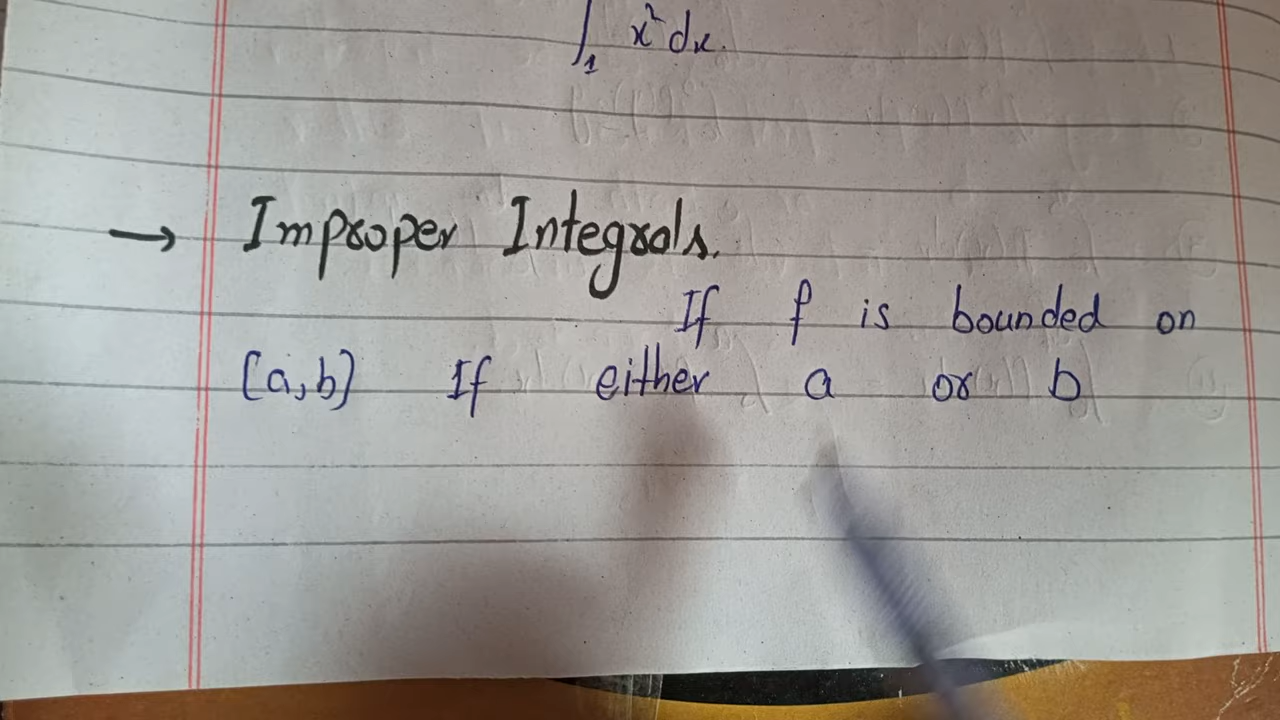 ∫₁ x² dx.
→ Improper Integrals.
If f is bounded on
[a,b] If either a or b